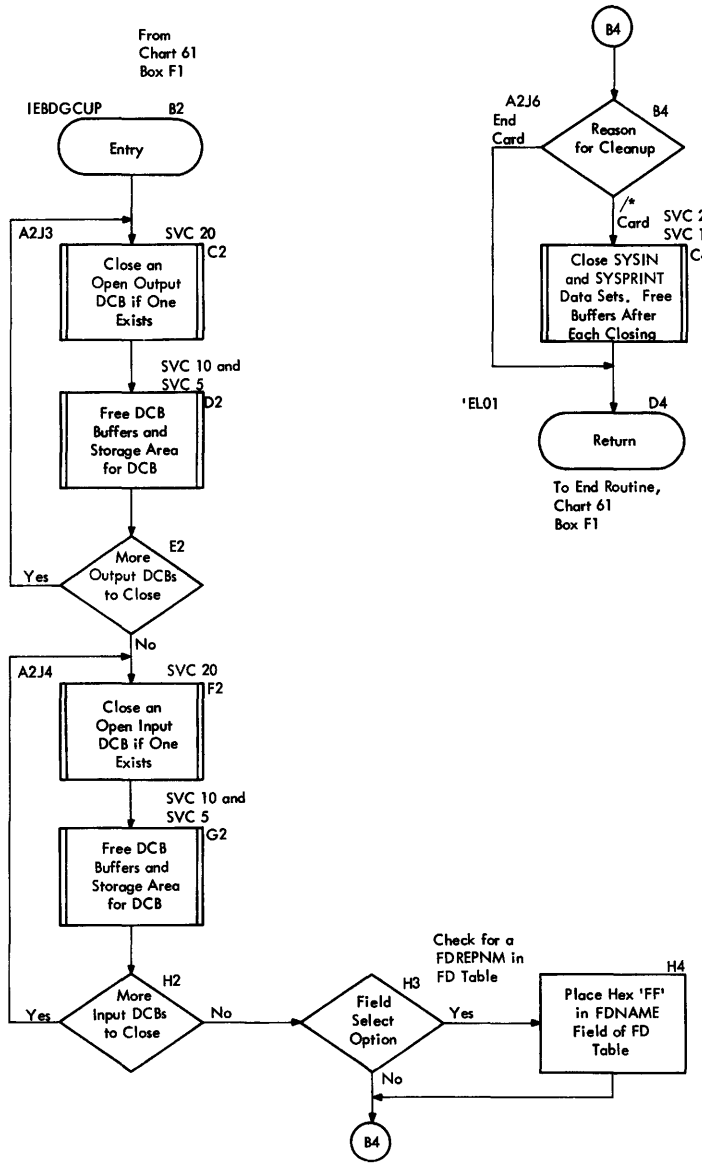 From
Chart 61
Box F1
IEBDGCUP
B2
Entry
A2J3
SVC 20
C2
Close an
Open Output
DCB if One
Exists
SVC 10 and
SVC 5
D2
Free DCB
Buffers and
Storage Area
for DCB
E2
More
Output DCBs
to Close
Yes
No
A2J4
SVC 20
F2
Close an
Open Input
DCB if One
Exists
SVC 10 and
SVC 5
G2
Free DCB
Buffers and
Storage Area
for DCB
H2
More
Input DCBs
to Close
Yes
No
Check for a
FDREPNM in
FD Table
H3
Field
Select
Option
Yes
No
H4
Place Hex 'FF'
in FDNAME
Field of FD
Table
B4
B4
A2J6
End
Card
B4
Reason
for Cleanup
/*
Card
SVC 2
SVC 1
Close SYSIN
and SYSPRINT
Data Sets. Free
Buffers After
Each Closing
'EL01
D4
Return
To End Routine,
Chart 61
Box F1